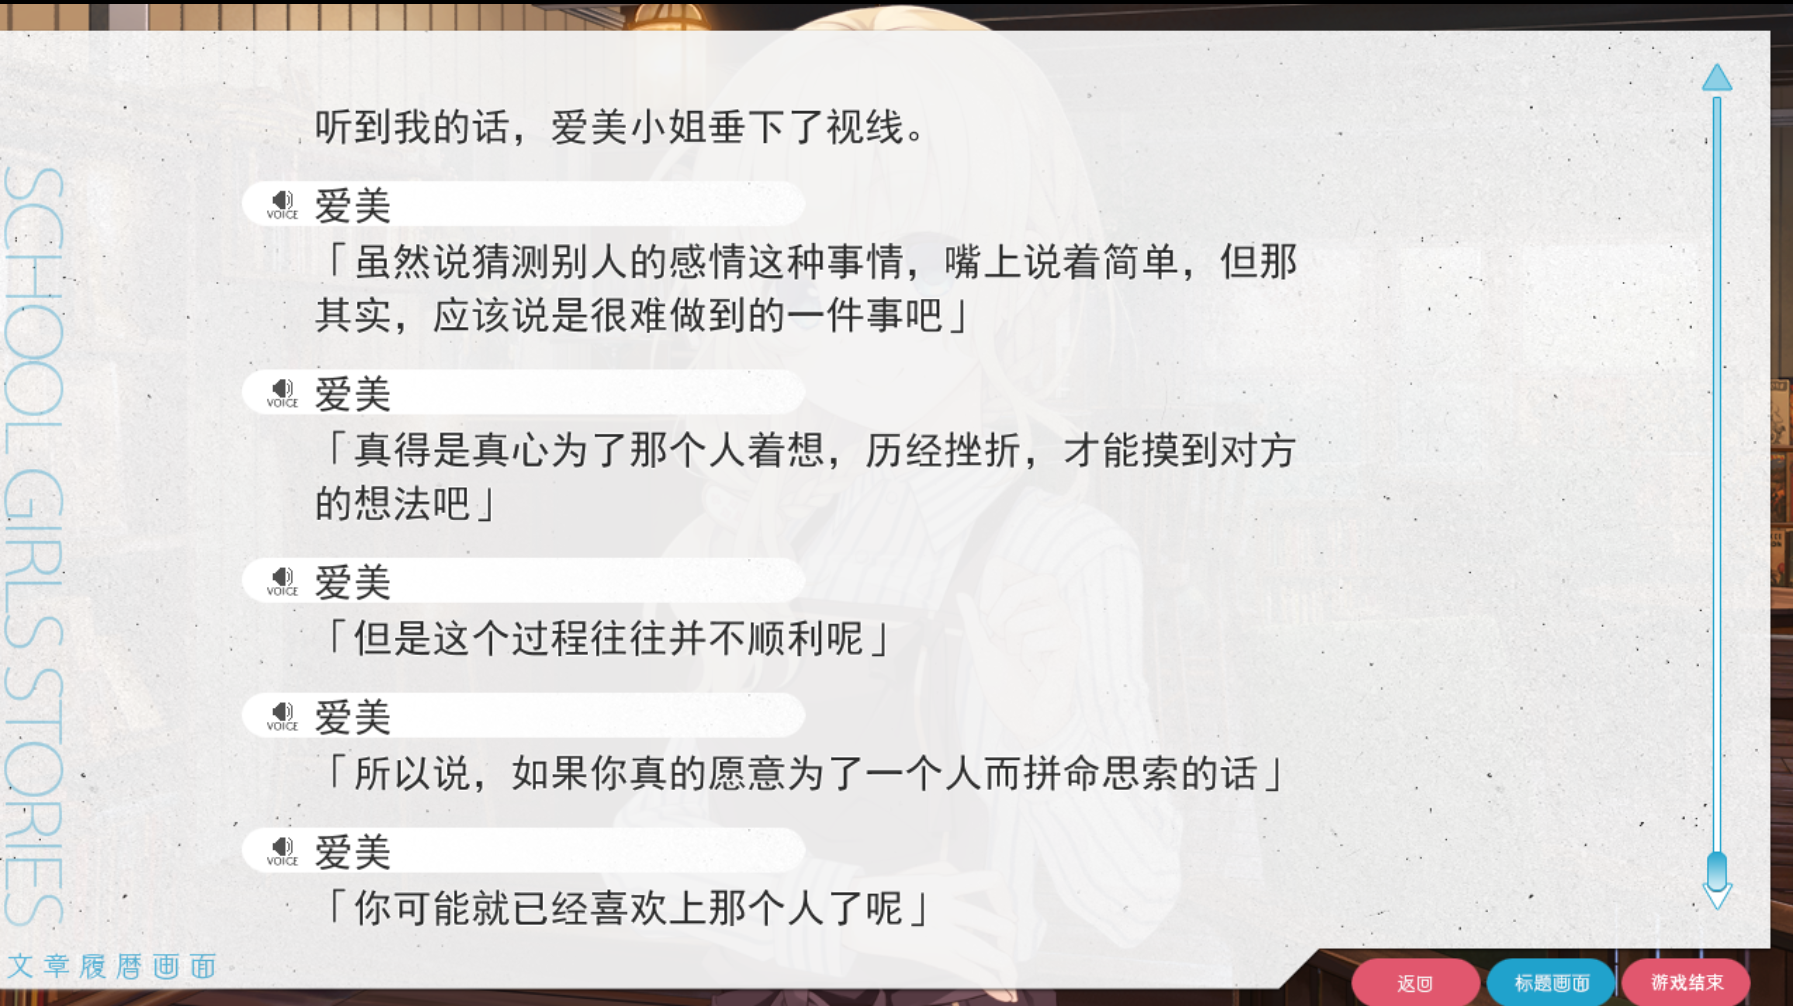 听到我的话，爱美小姐垂下了视线。
VOICE 爱美
「虽然说猜测别人的感情这种事情，嘴上说着简单，但那
其实，应该说是很难做到的一件事吧」
VOICE 爱美
「真得是真心为了那个人着想，历经挫折，才能摸到对方
的想法吧」
VOICE 爱美
「但是这个过程往往并不顺利呢」
VOICE 爱美
「所以说，如果你真的愿意为了一个人而拼命思索的话」
VOICE 爱美
「你可能就已经喜欢上那个人了呢」
SCHOOL GIRLS STORIES
文章履暦画面
返回
标题画面
游戏结束